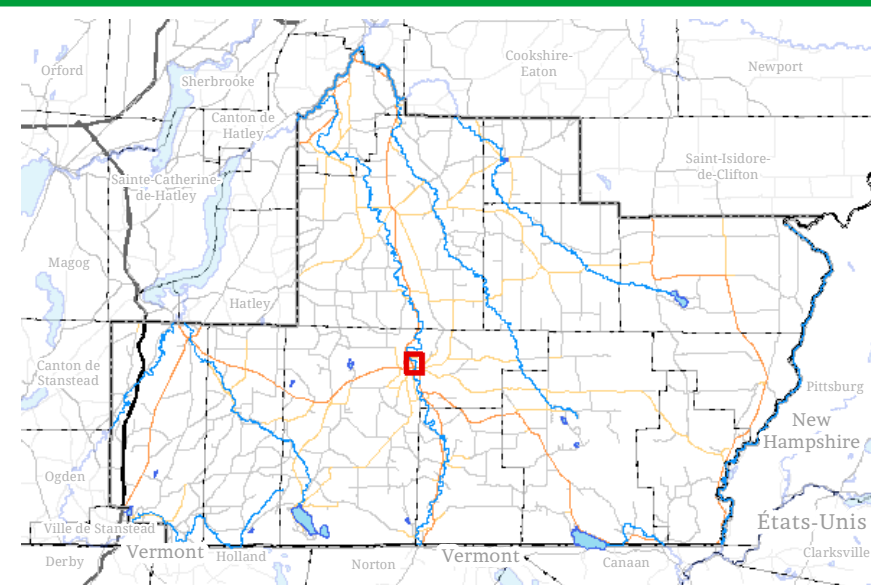 Cookshire-
Eaton
Newport
Orford
Sherbrooke
Canton de
Hatley
Saint-Isidore-
de-Clifton
Sainte-Catherine-
de-Hatley
Magog
Hatley
Canton de
Stanstead
Pittsburg
New
Hampshire
Ogden
États-Unis
Ville de Stanstead
Vermont
Vermont
Derby
Holland
Norton
Canaan
Clarksville